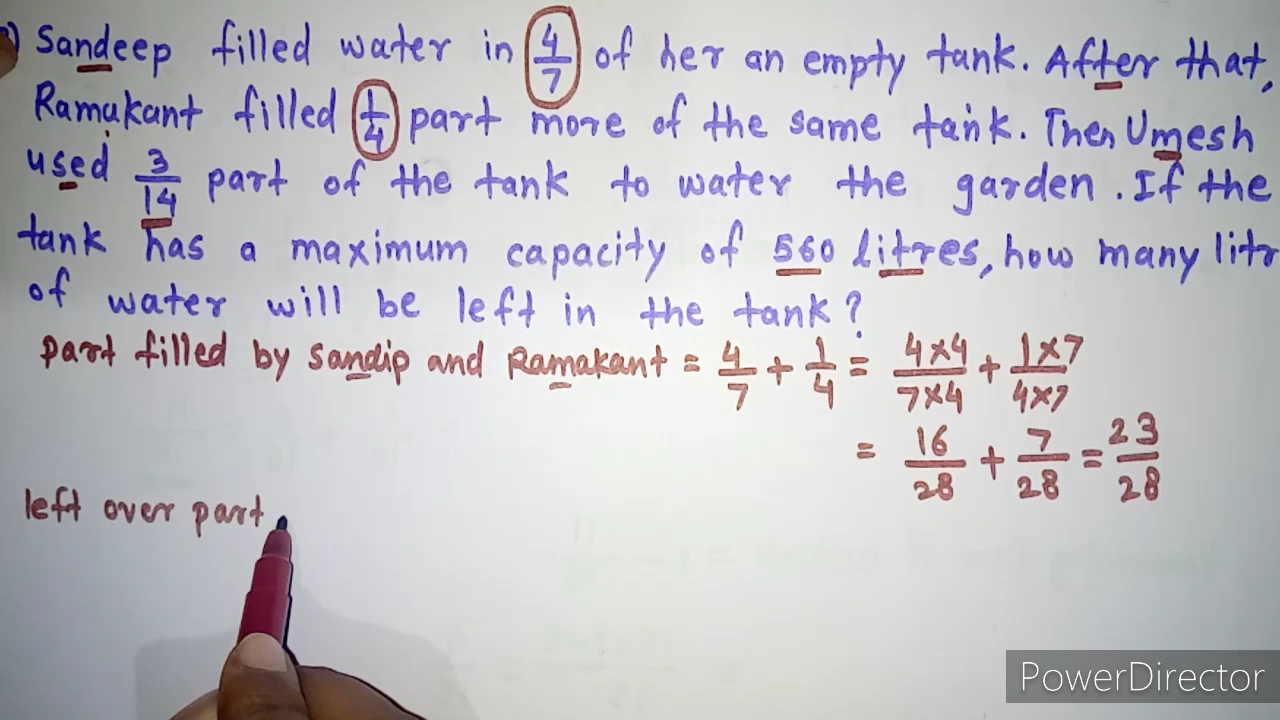 ) Sandeep filled water in 4/7 of her an empty tank. After that,
Ramakant filled 1/4 part more of the same tank. Then Umesh
used 3/14 part of the tank to water the garden. If the
tank has a maximum capacity of 560 litres, how many litr
of water will be left in the tank?
Part filled by Sandip and Ramakant = 4/7 + 1/4 = 4×4/7×4 + 1×7/4×7
= 16/28 + 7/28 = 23/28
left over part
PowerDirector